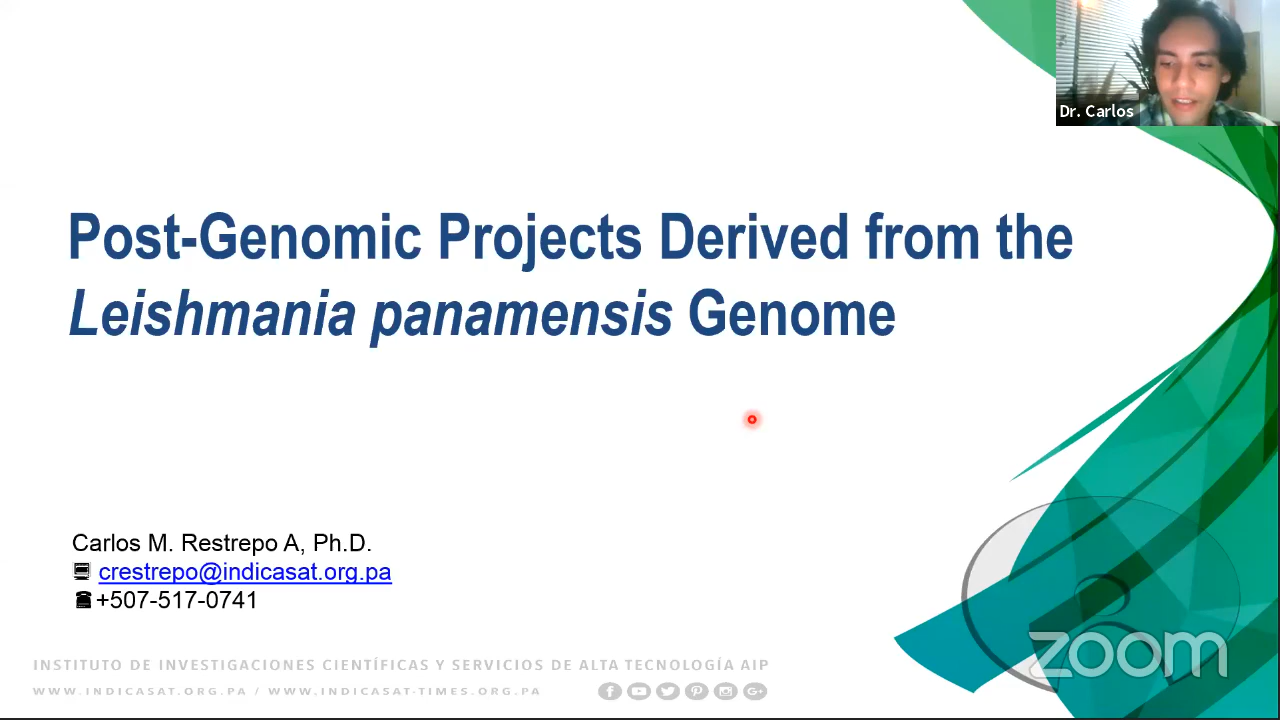 Dr. Carlos
Post-Genomic Projects Derived from the
Leishmania panamensis Genome
Carlos M. Restrepo A, Ph.D.
crestrepo@indicasat.org.pa
+507-517-0741
INSTITUTO DE INVESTIGACIONES CIENTÍFICAS Y SERVICIOS DE ALTA TECNOLOGÍA AIP
WWW.INDICASAT.ORG.PA / WWW.INDICASAT-TIMES.ORG.PA
zoom